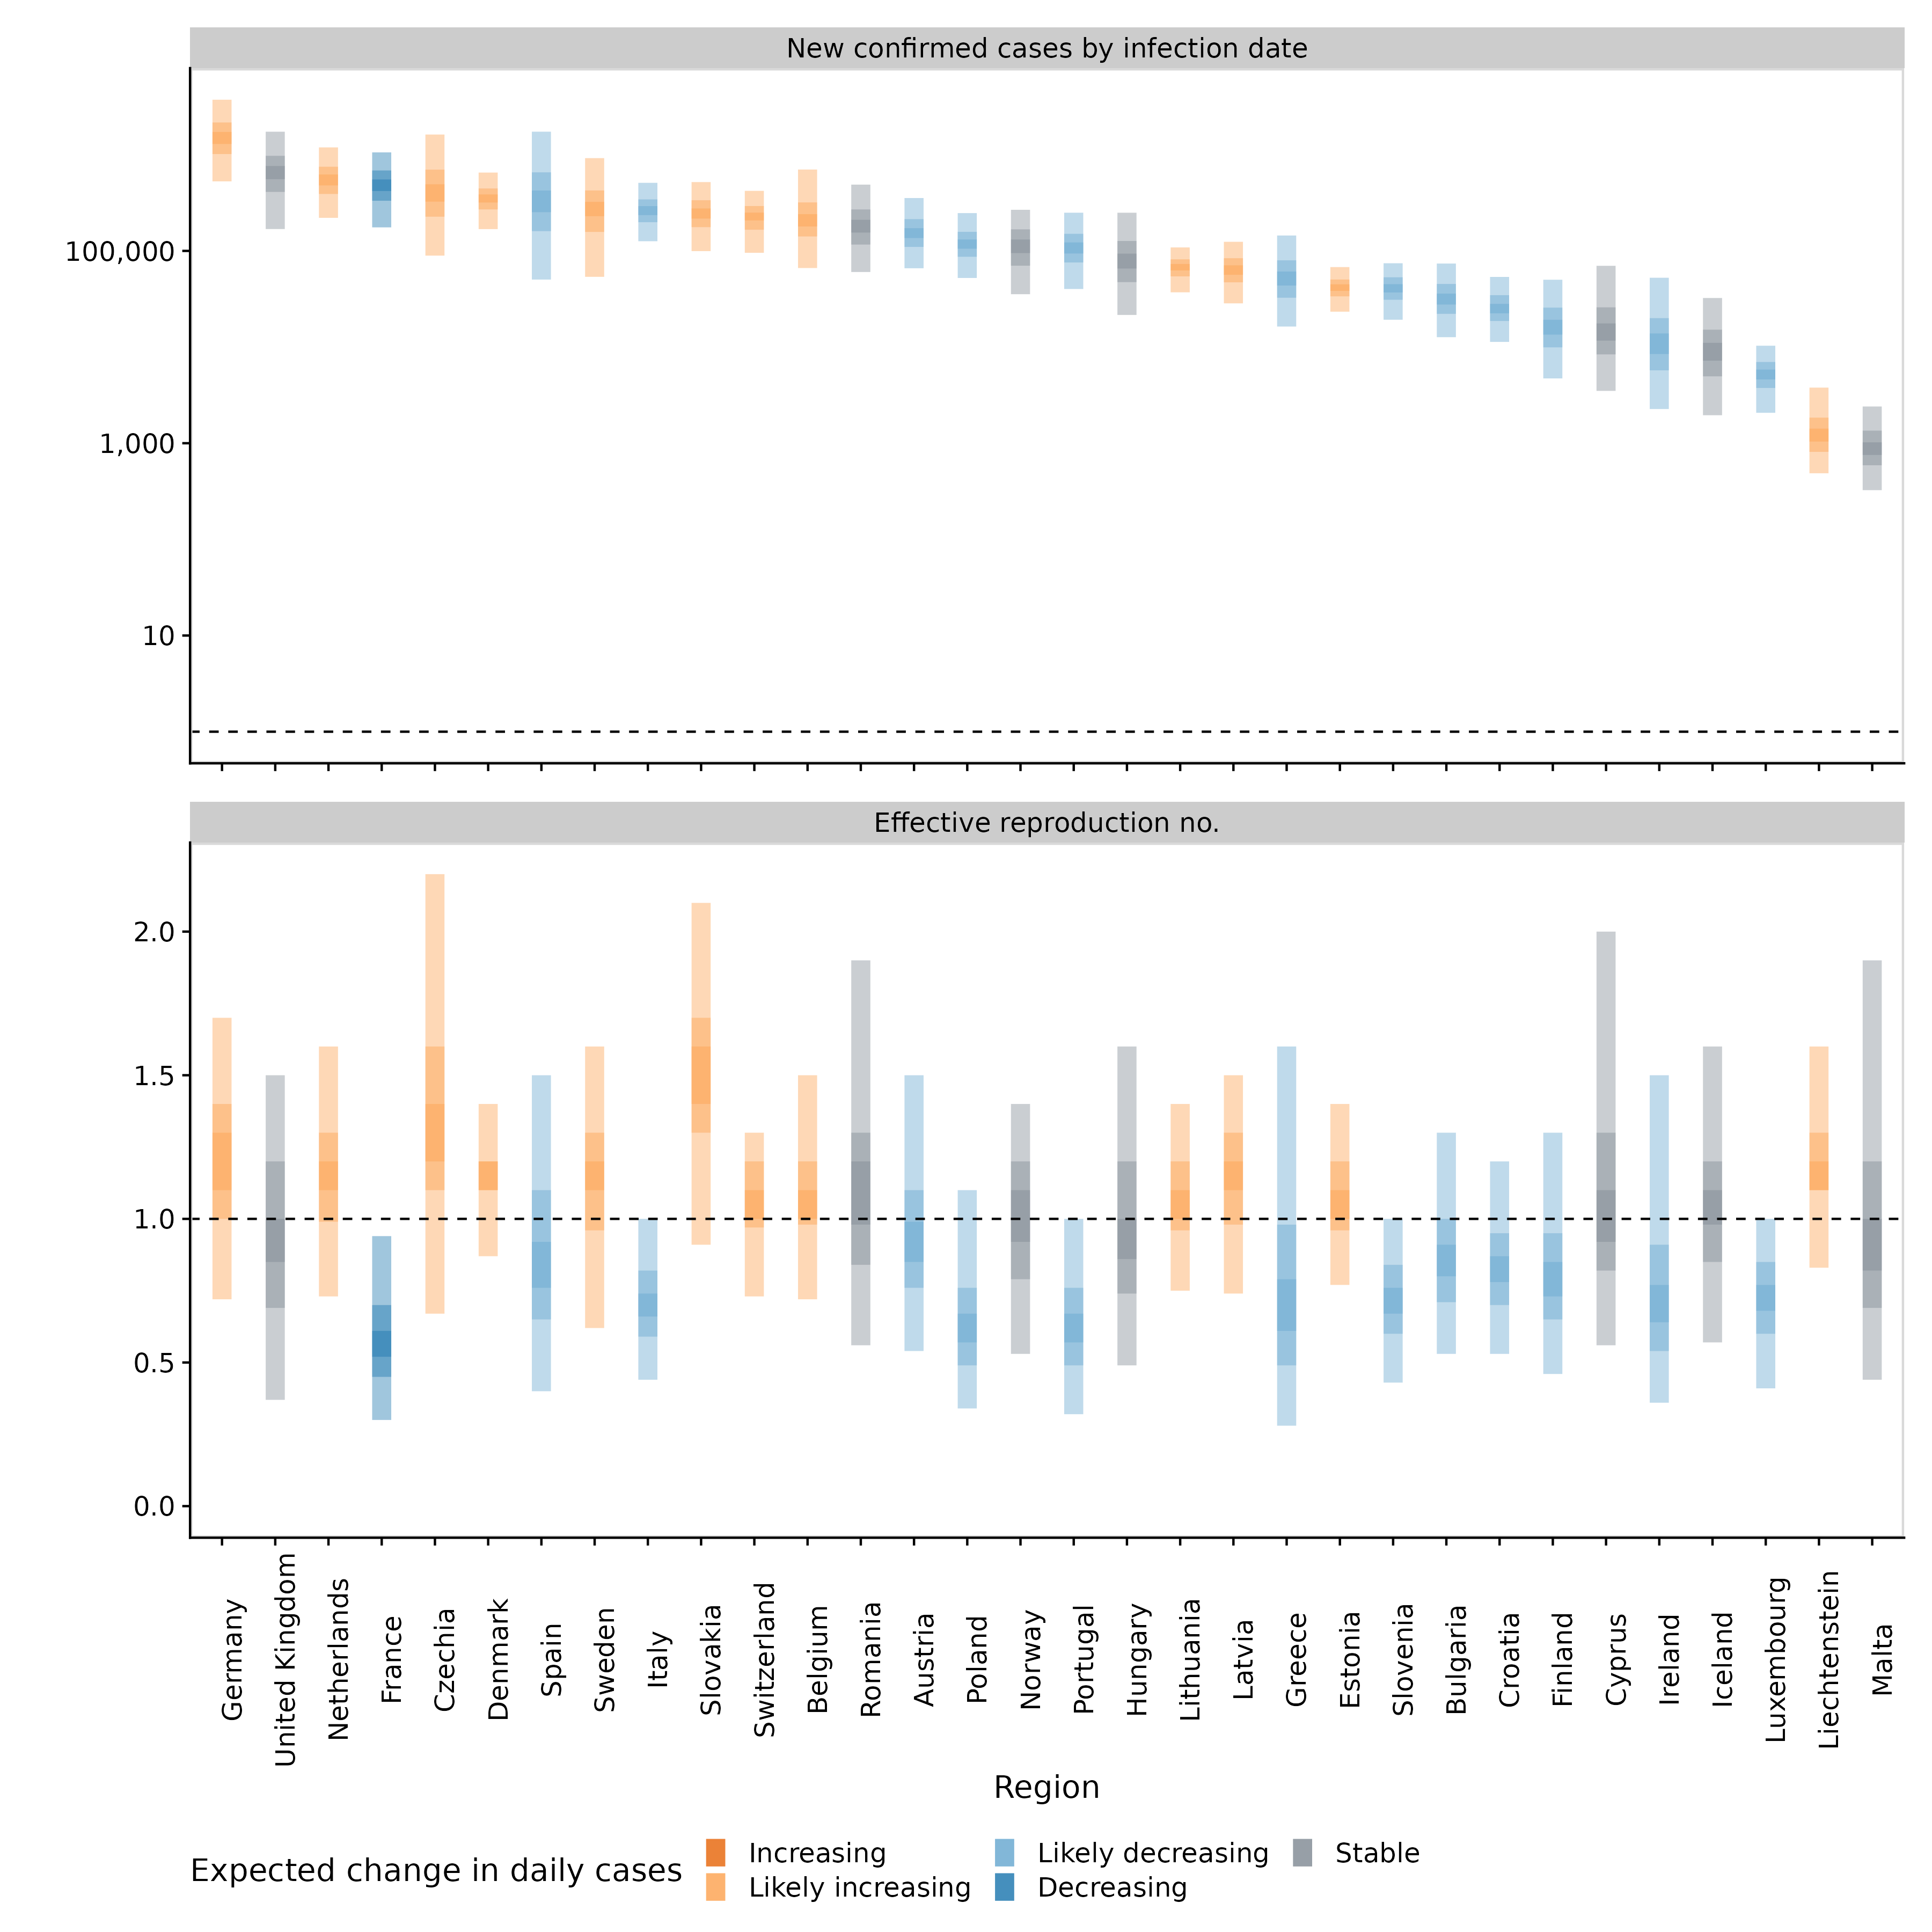 New confirmed cases by infection date
100,000
1,000
10
Effective reproduction no.
2.0
1.5
1.0
0.5
0.0
Germany
United Kingdom
Netherlands
France
Czechia
Denmark
Spain
Sweden
Italy
Slovakia
Switzerland
Belgium
Romania
Austria
Poland
Norway
Portugal
Hungary
Lithuania
Latvia
Greece
Estonia
Slovenia
Bulgaria
Croatia
Finland
Cyprus
Ireland
Iceland
Luxembourg
Liechtenstein
Malta
Region
Expected change in daily cases
Increasing
Likely increasing
Likely decreasing
Decreasing
Stable